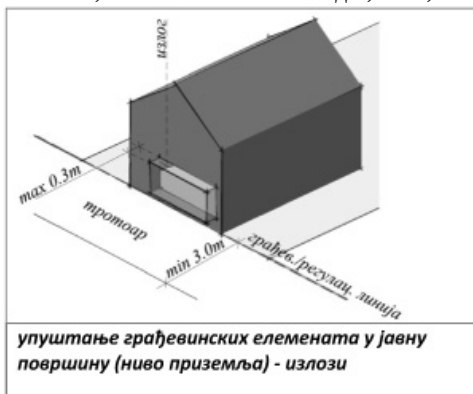 излог
max 0.3m
тротоар
min 3.0m
грађев./регулац. линија
упуштање грађевинских елемената у јавну
површину (ниво приземља) - излози